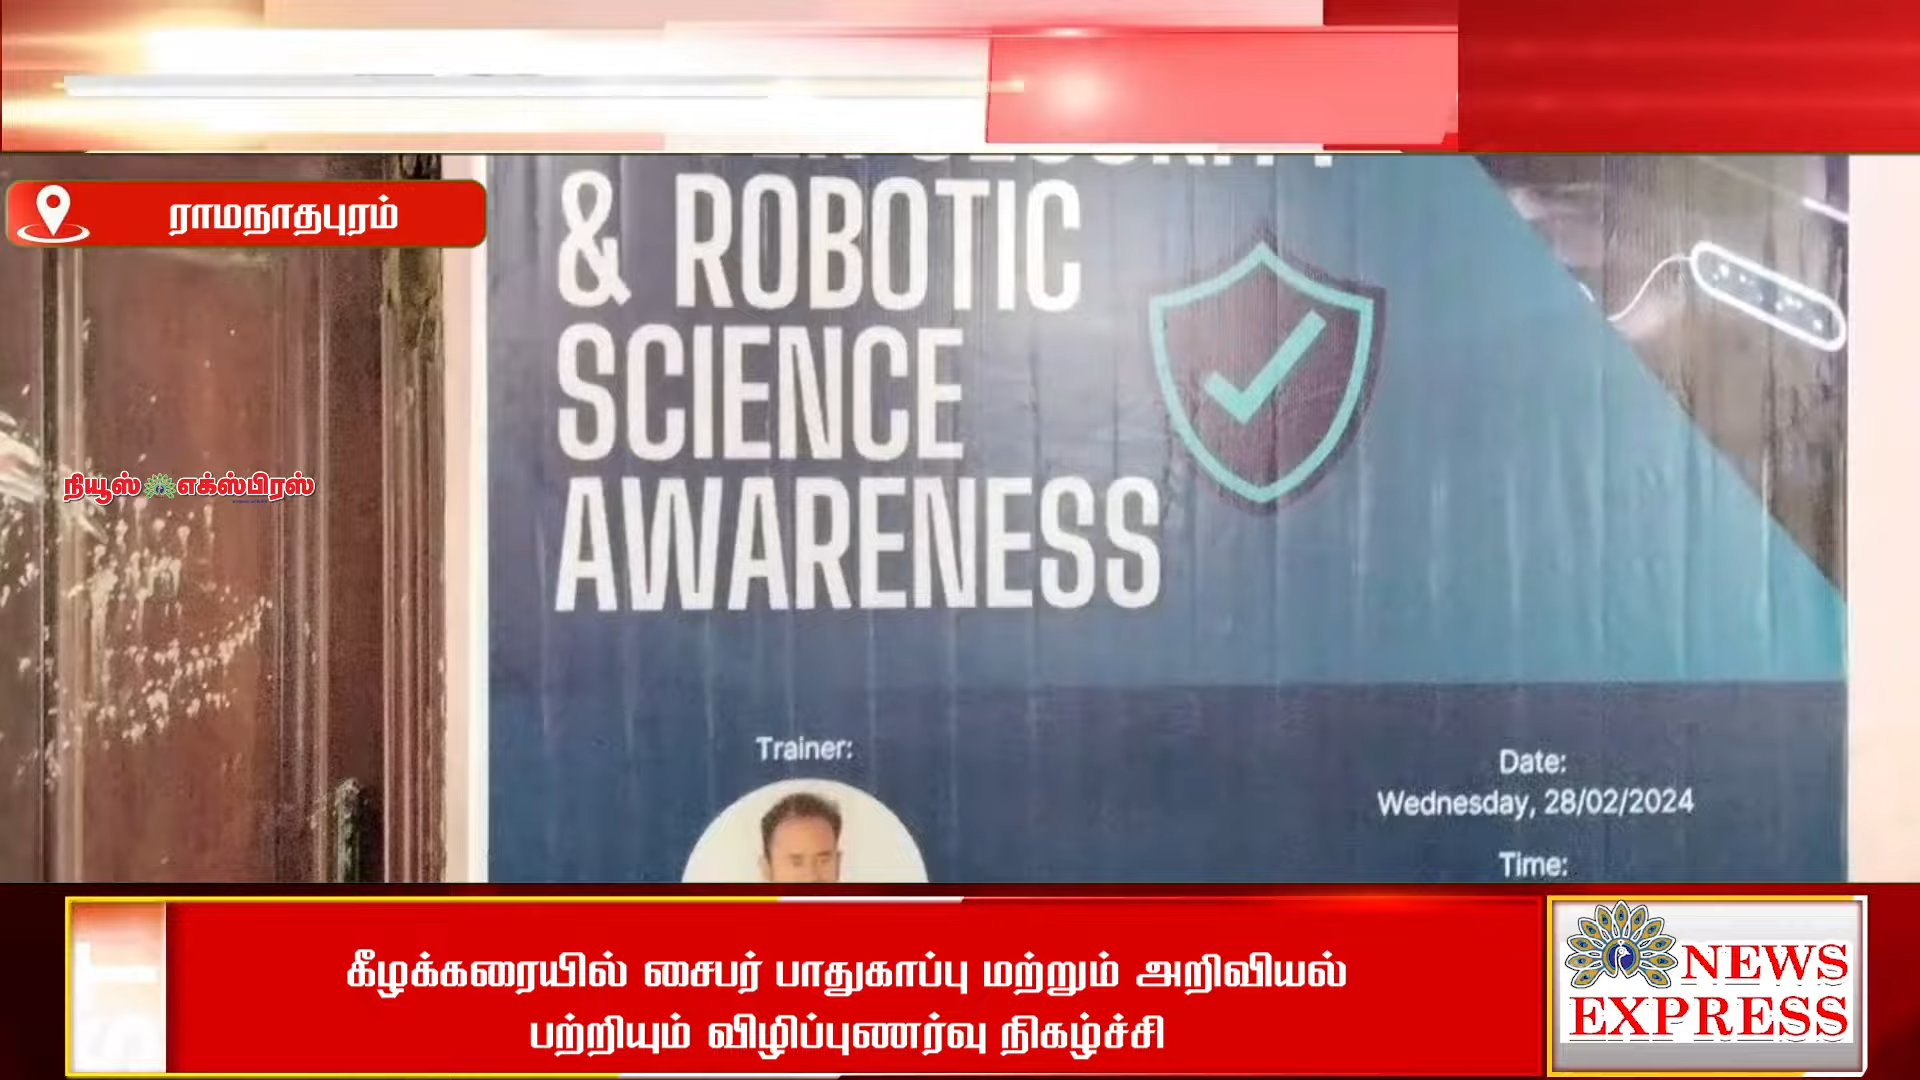 ராமநாதபுரம்
& ROBOTIC
SCIENCE
AWARENESS
நியூஸ் எக்ஸ்பிரஸ்
Trainer:
Date:
Wednesday, 28/02/2024
Time:
கீழக்கரையில் சைபர் பாதுகாப்பு மற்றும் அறிவியல்
பற்றியும் விழிப்புணர்வு நிகழ்ச்சி
NEWS
EXPRESS